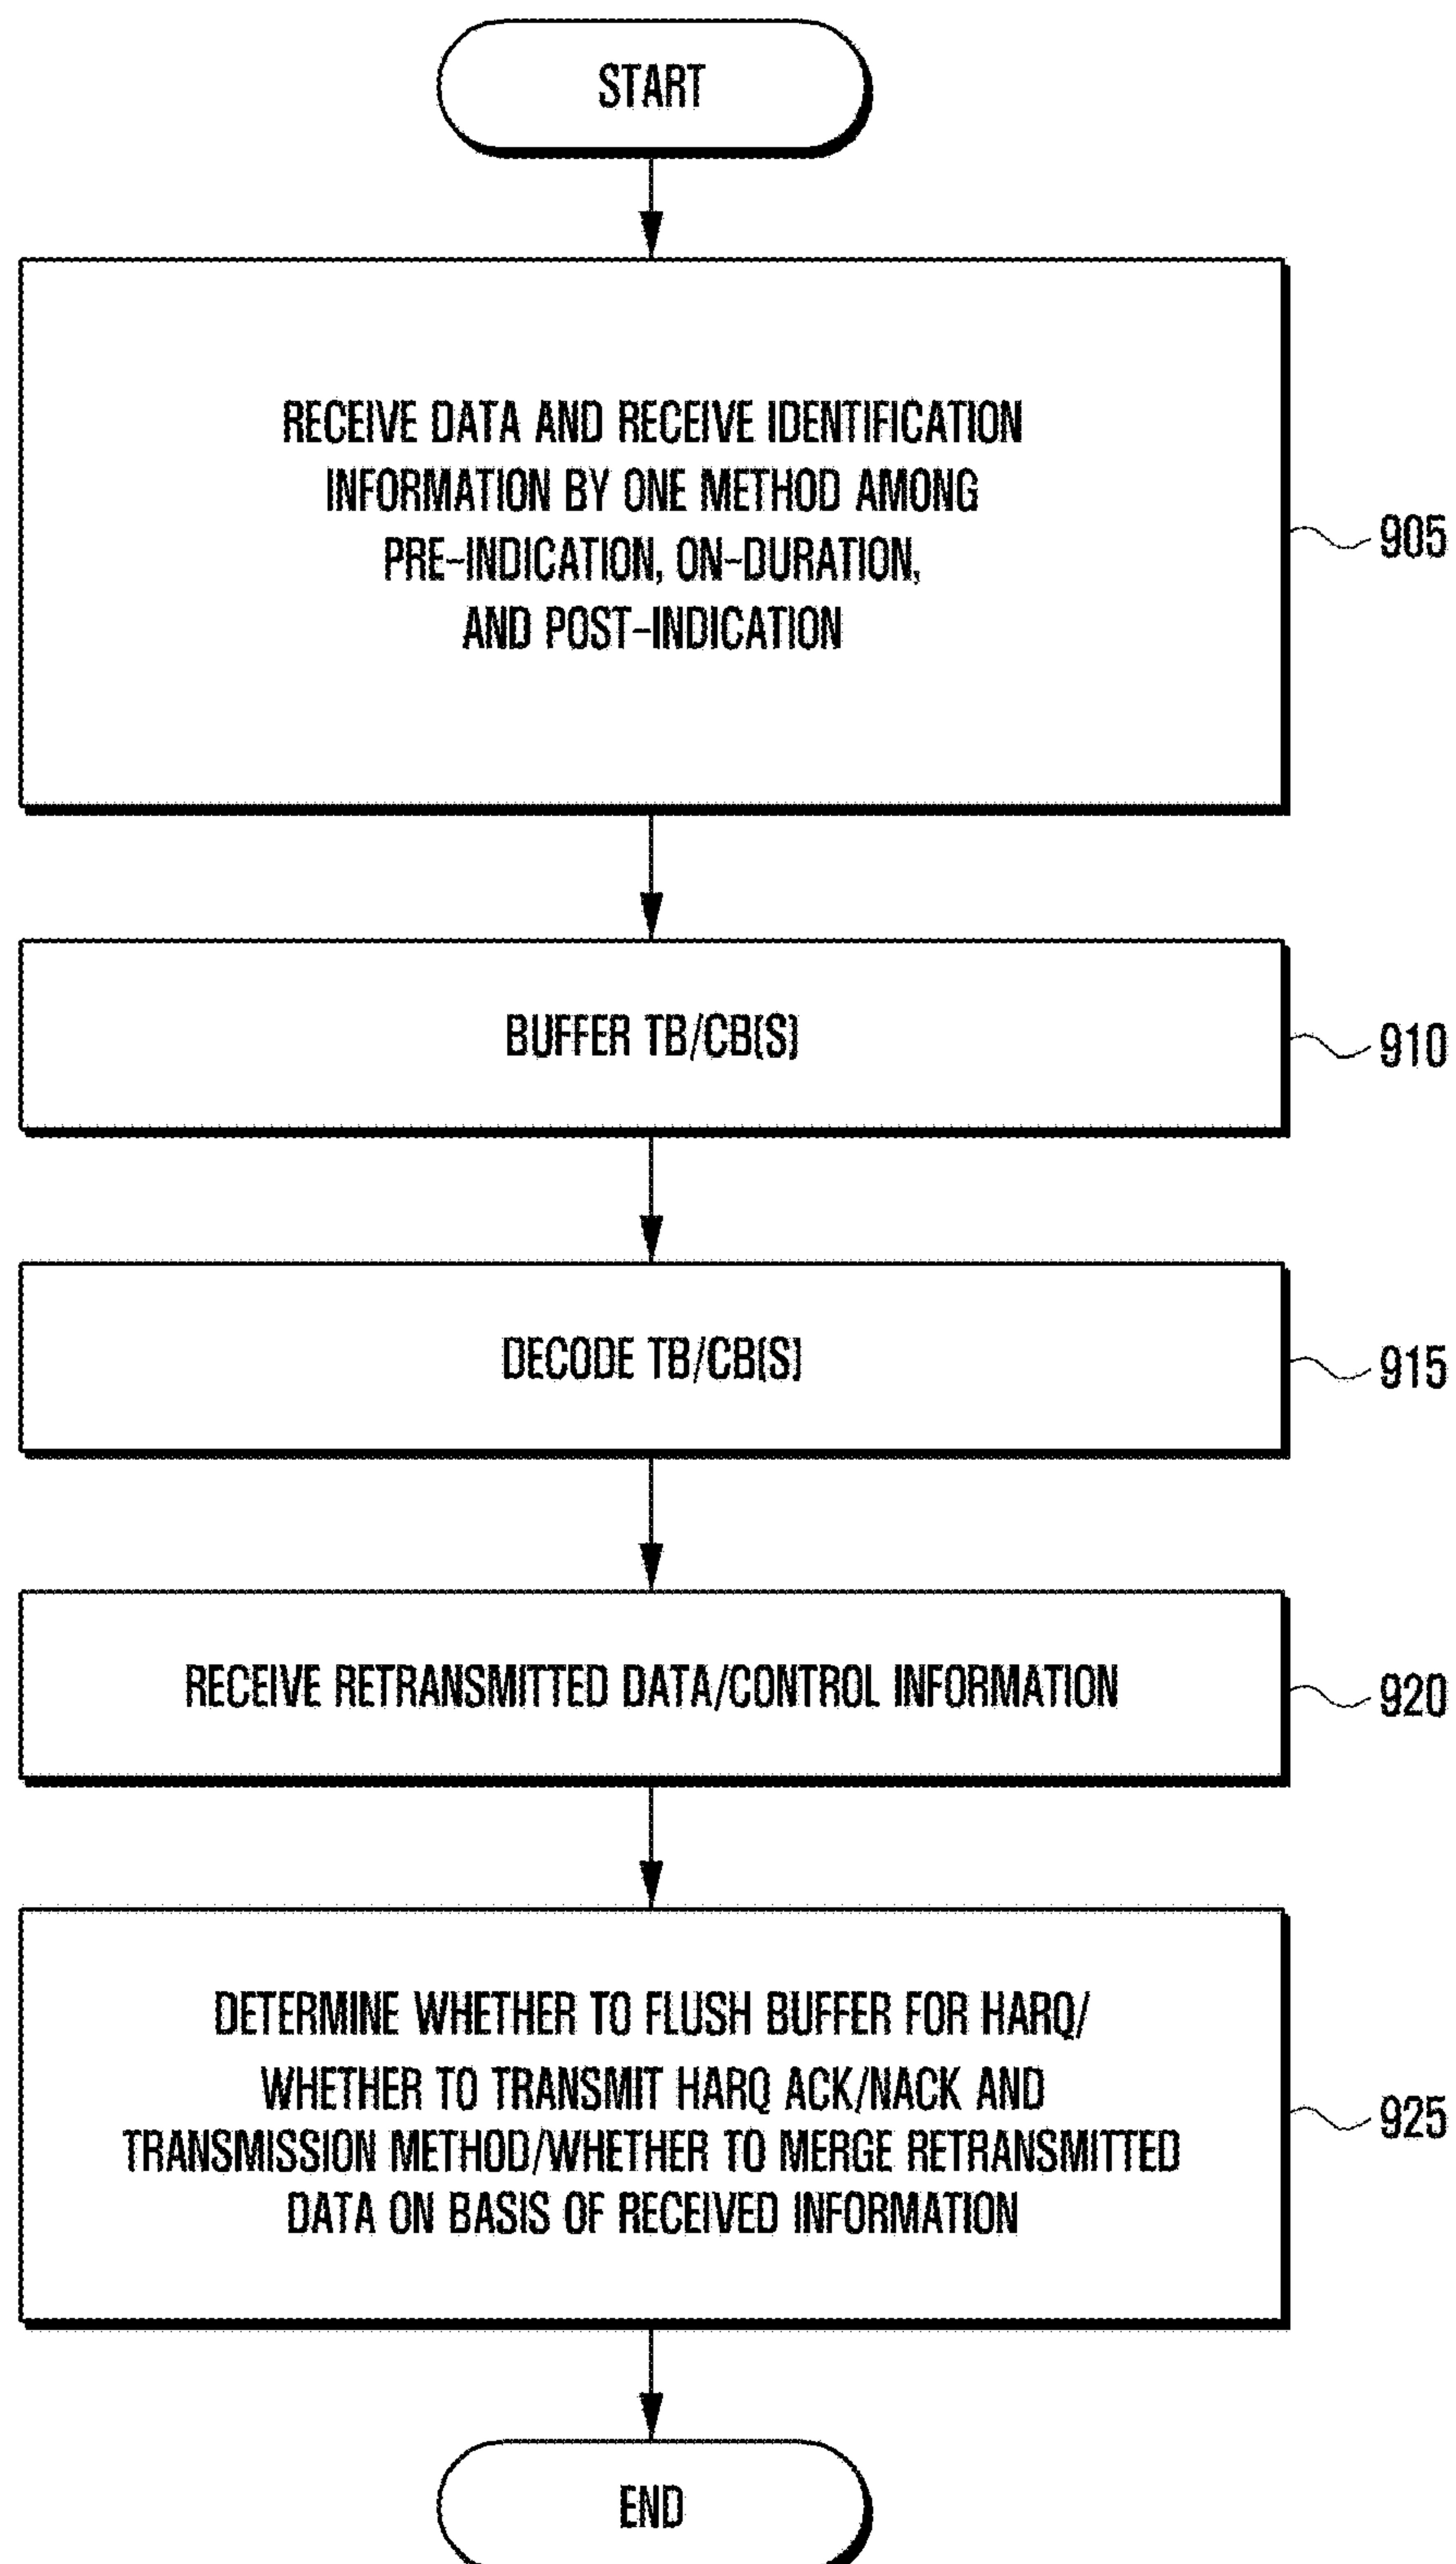 START
RECEIVE DATA AND RECEIVE IDENTIFICATION
INFORMATION BY ONE METHOD AMONG
PRE-INDICATION, ON-DURATION,
AND POST-INDICATION
905
BUFFER TB/CB(S)
910
DECODE TB/CB(S)
915
RECEIVE RETRANSMITTED DATA/CONTROL INFORMATION
920
DETERMINE WHETHER TO FLUSH BUFFER FOR HARQ/
WHETHER TO TRANSMIT HARQ ACK/NACK AND
TRANSMISSION METHOD/WHETHER TO MERGE RETRANSMITTED
DATA ON BASIS OF RECEIVED INFORMATION
925
END